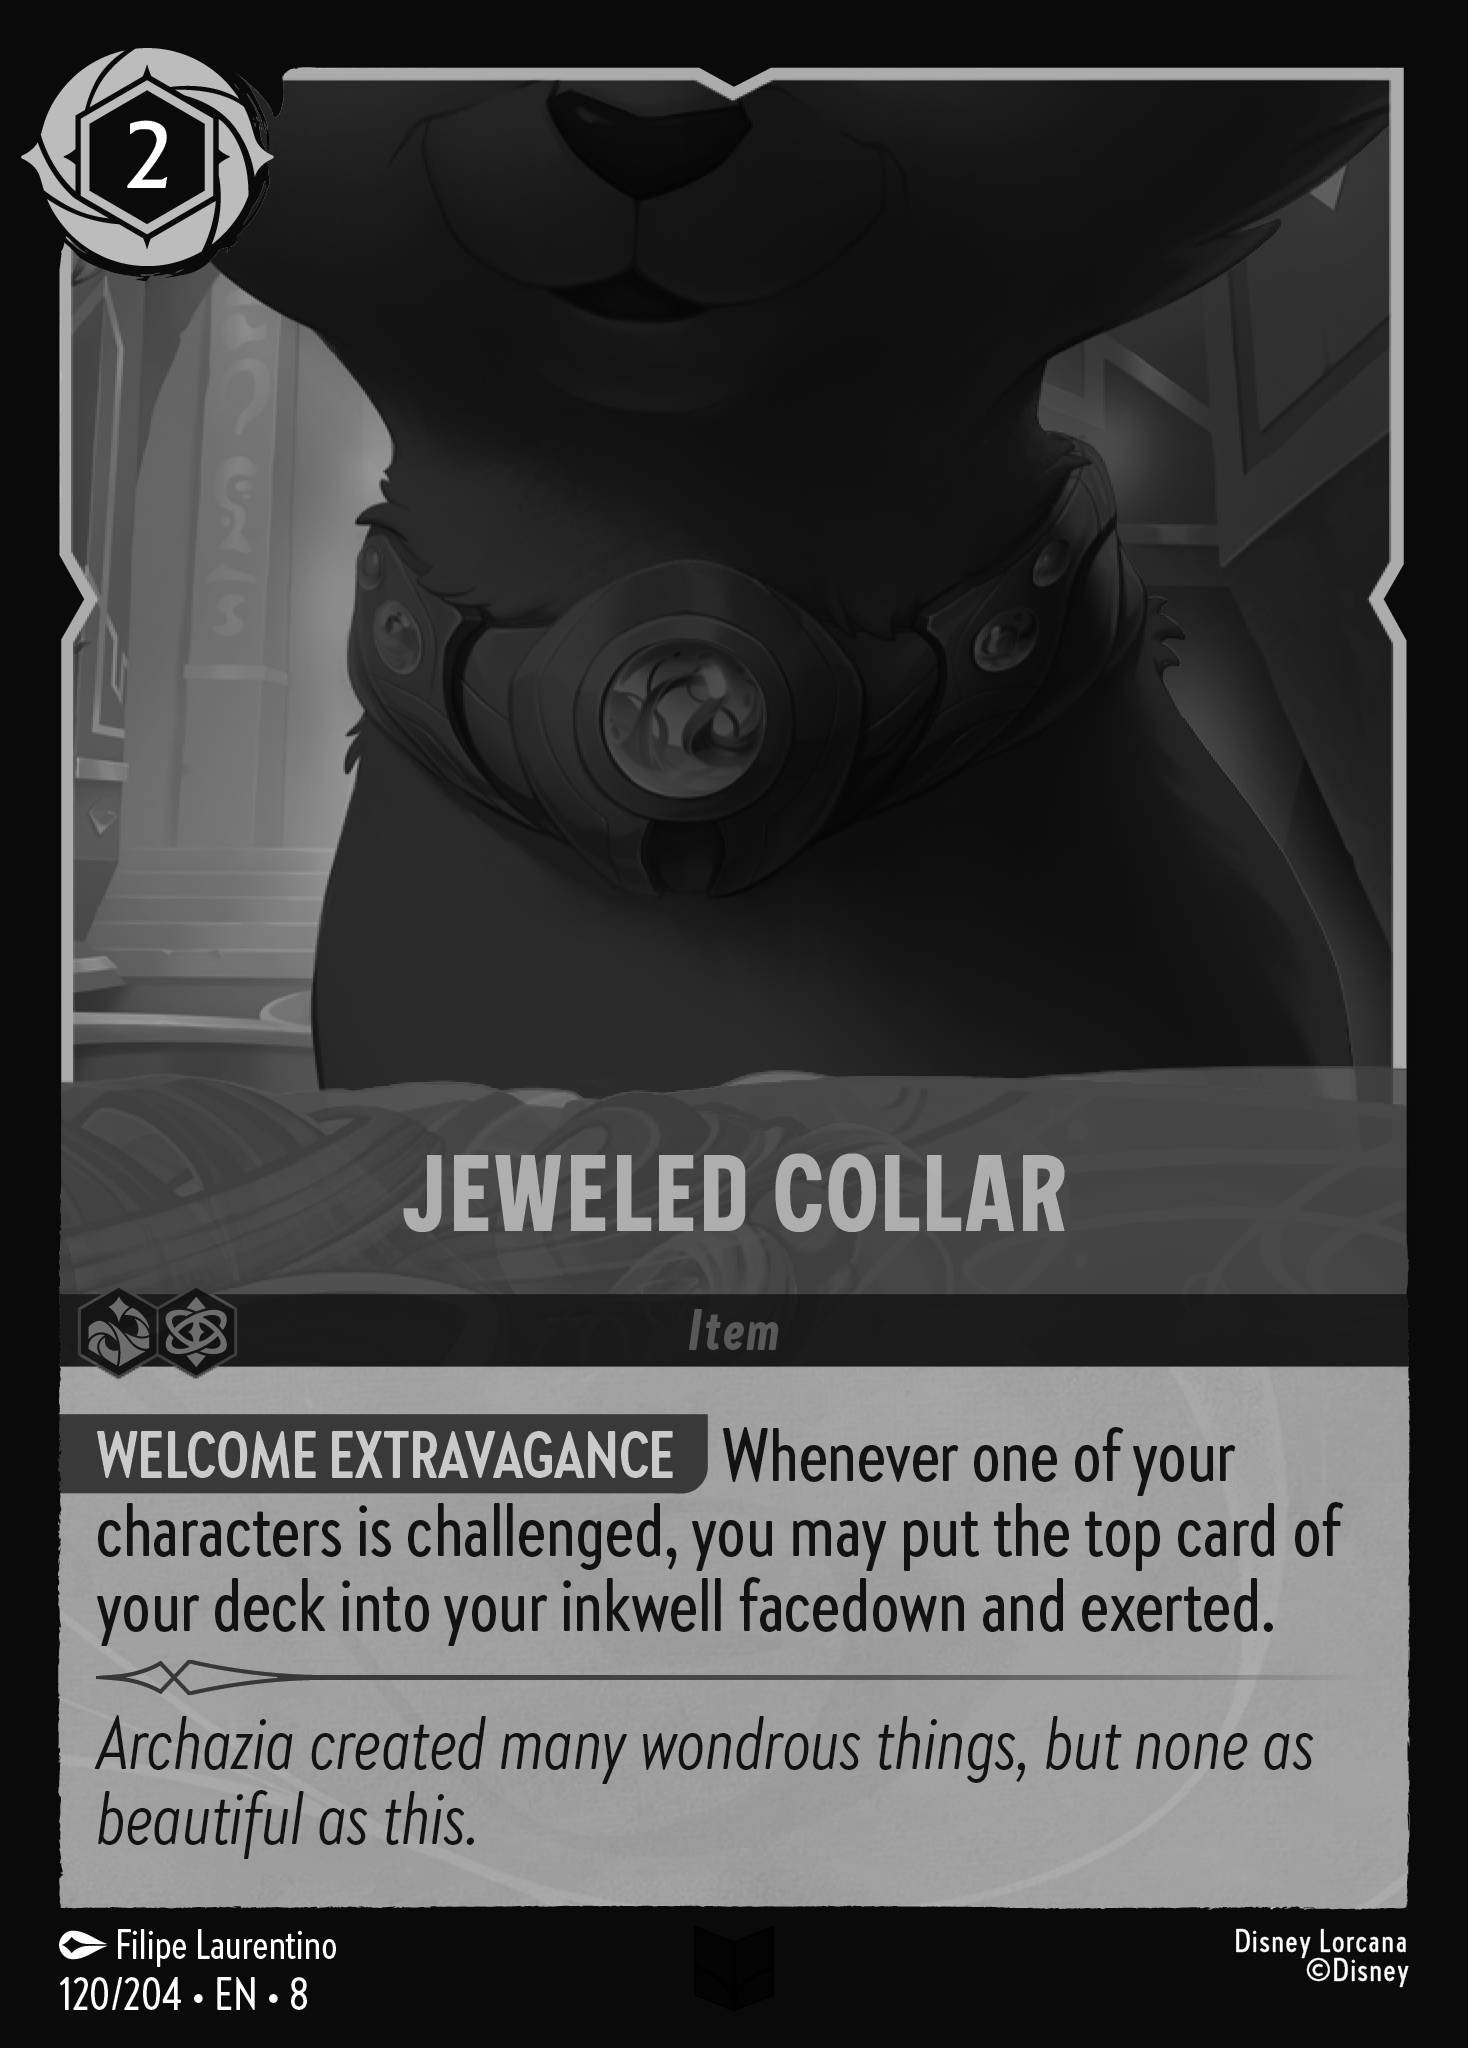 2
JEWELED COLLAR
Item
WELCOME EXTRAVAGANCE Whenever one of your
characters is challenged, you may put the top card of
your deck into your inkwell facedown and exerted.
Archazia created many wondrous things, but none as
beautiful as this.
Filipe Laurentino
120/204 • EN • 8
Disney Lorcana
©Disney